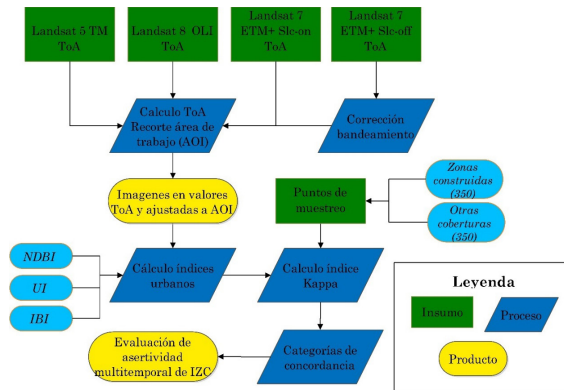 Landsat 5 TM
ToA
Landsat 8 OLI
ToA
Landsat 7
ETM+ Slc-on
ToA
Landsat 7
ETM+ Slc-off
ToA
Calculo ToA
Recorte área de
trabajo (AOI)
Corrección
bandeamiento
Imagenes en valores
ToA y ajustadas a AOI
Puntos de
muestreo
Zonas
construídas
(350)
Otras
coberturas
(350)
NDBI
UI
IBI
Cálculo índices
urbanos
Calculo índice
Kappa
Evaluación de
asertividad
multitemporal de IZC
Categorías de
concordancia
Leyenda
Insumo
Proceso
Producto